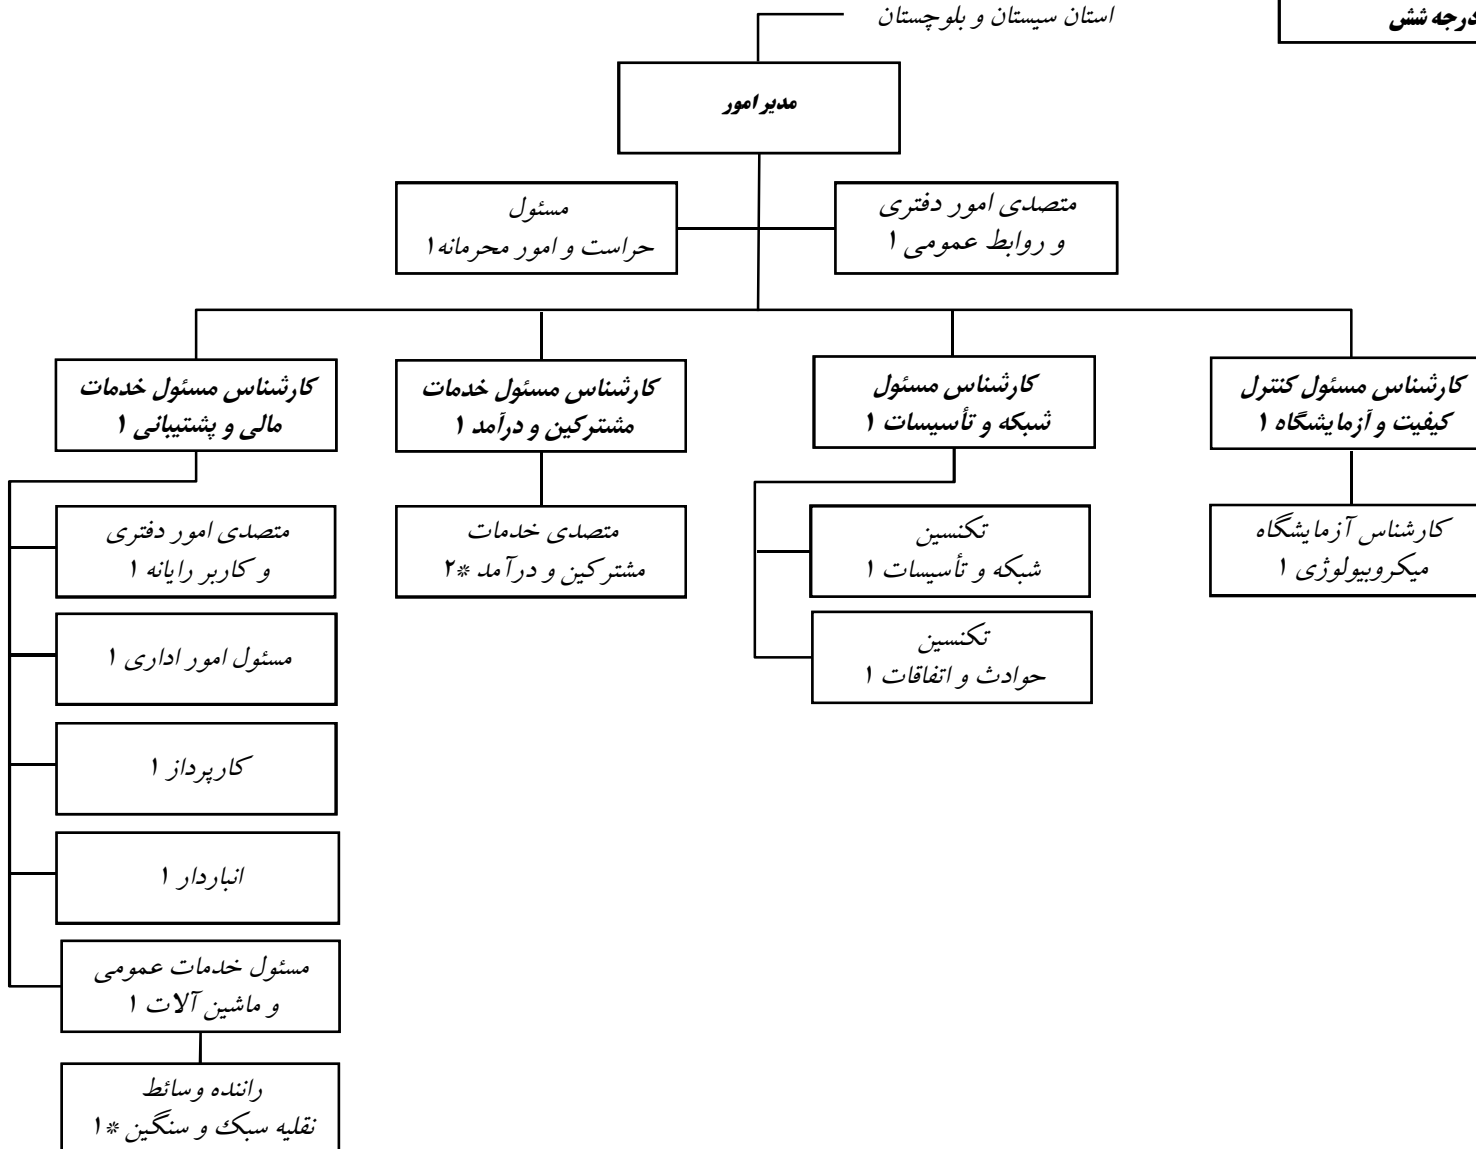 درجه شش
استان سیستان و بلوچستان
مدیر امور
متصدی امور دفتری
و روابط عمومی ۱
مسئول
حراست و امور محرمانه ۱
کارشناس مسئول کنترل
کیفیت و آزمایشگاه ۱
کارشناس مسئول
شبکه و تأسیسات ۱
کارشناس مسئول خدمات
مشترکین و درآمد ۱
کارشناس مسئول خدمات
مالی و پشتیبانی ۱
کارشناس آزمایشگاه
میکروبیولوژی ۱
تکنسین
شبکه و تأسیسات ۱
تکنسین
حوادث و اتفاقات ۱
متصدی خدمات
مشترکین و درآمد *۲
متصدی امور دفتری
و کاربر رایانه ۱
مسئول امور اداری ۱
کارپرداز ۱
انباردار ۱
مسئول خدمات عمومی
و ماشین آلات ۱
راننده وسائط
نقلیه سبک و سنگین *۱